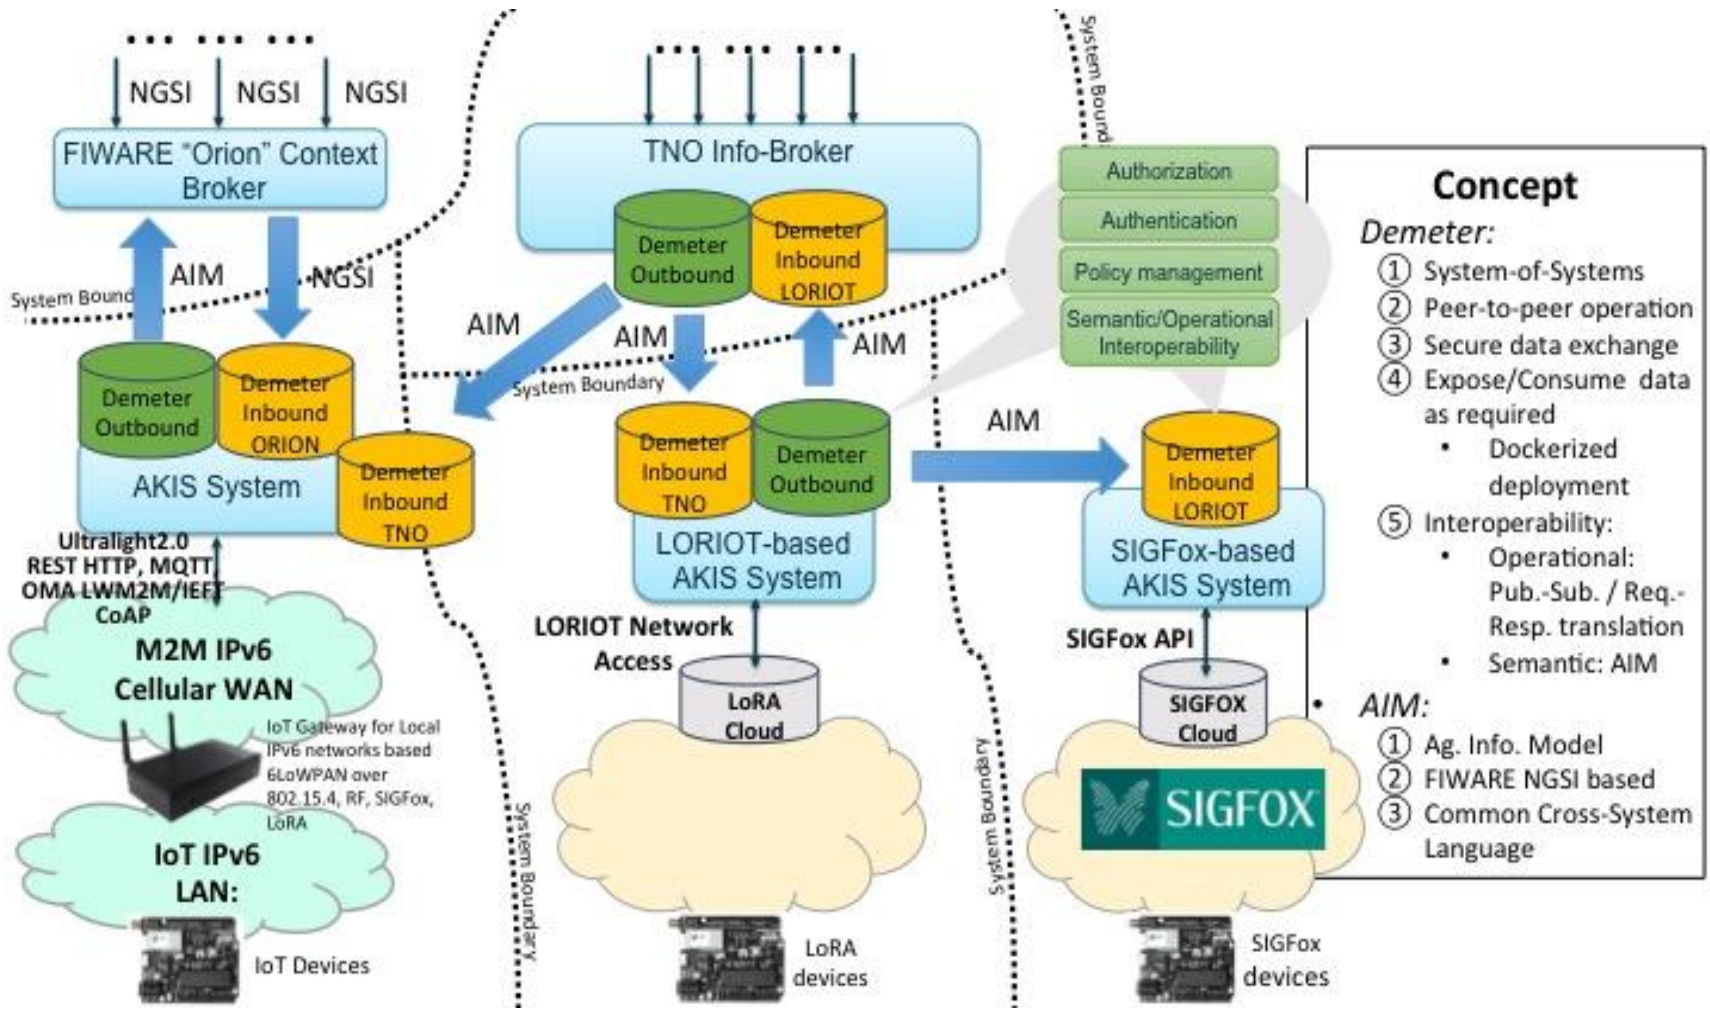 NGSI
NGSI
NGSI
FIWARE “Orion” Context
Broker
AIM
NGSI
System Bound
Demeter
Outbound
Demeter
Inbound
ORION
Demeter
Inbound
TNO
AKIS System
Ultralight2.0
REST HTTP, MQTT,
OMA LWM2M/IEFT
CoAP
M2M IPv6
Cellular WAN
IoT Gateway for Local
IPv6 networks based
6LoWPAN over
802.15.4, RF, SIGFox,
LoRA
IoT IPv6
LAN:
IoT Devices
System Boundary
TNO Info-Broker
Demeter
Outbound
Demeter
Inbound
LORIOT
AIM
AIM
AIM
System Boundary
Demeter
Inbound
TNO
Demeter
Outbound
LORIOT-based
AKIS System
LORIOT Network
Access
LoRA
Cloud
LoRA
devices
System Boundary
System Bound
Authorization
Authentication
Policy management
Semantic/Operational
Interoperability
AIM
Demeter
Inbound
LORIOT
SIGFox-based
AKIS System
SIGFox API
SIGFOX
Cloud
SIGFOX
SIGFox
devices
Concept
Demeter:
① System-of-Systems
② Peer-to-peer operation
③ Secure data exchange
④ Expose/Consume data
as required
• Dockerized
deployment
⑤ Interoperability:
• Operational:
Pub.-Sub. / Req.-
Resp. translation
• Semantic: AIM
• AIM:
① Ag. Info. Model
② FIWARE NGSI based
③ Common Cross-System
Language